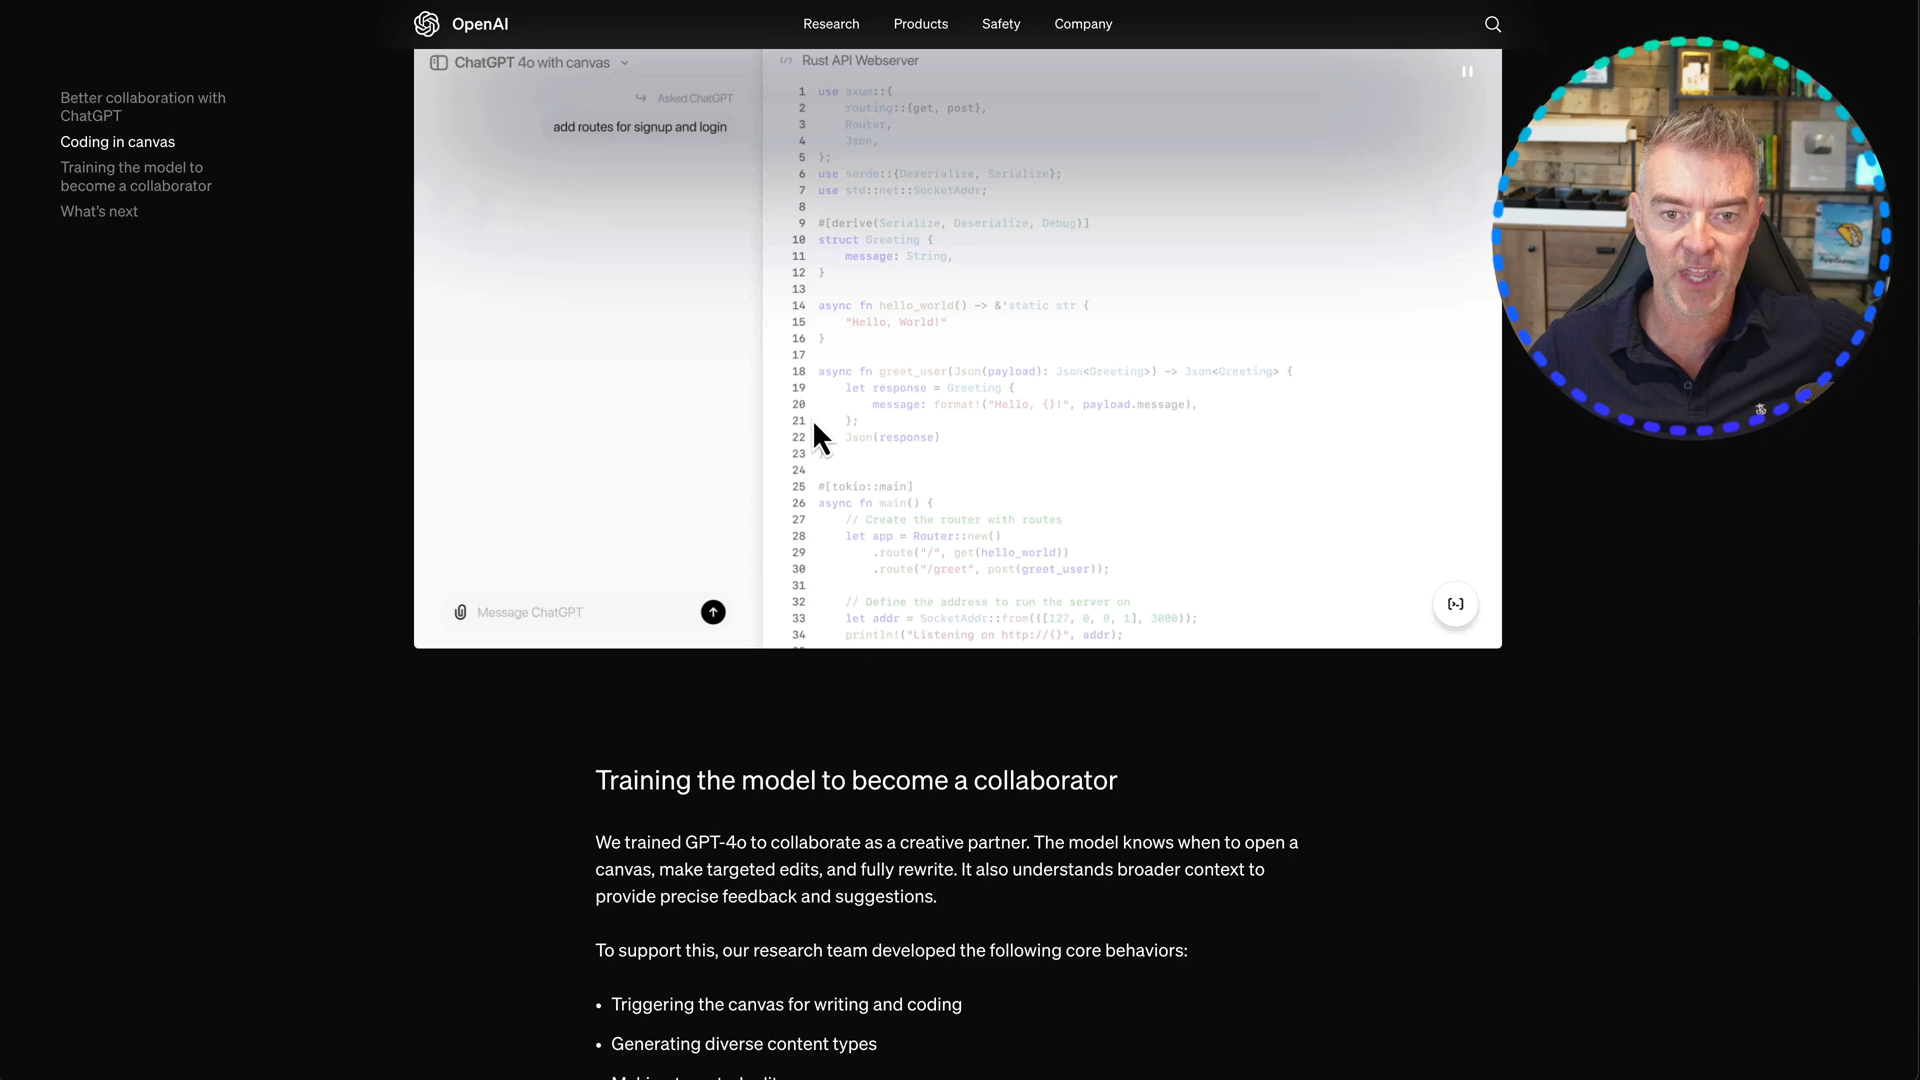 OpenAI
Research
Products
Safety
Company
Better collaboration with
ChatGPT
Coding in canvas
Training the model to
become a collaborator
What's next
ChatGPT 4o with canvas
Asked ChatGPT
add routes for signup and login
Message ChatGPT
Rust API Webserver
1 use axum::{
2 routing::{get, post},
3 Router,
4 Json,
5 };
6 use serde::{Deserialize, Serialize};
7 use std::net::SocketAddr;
8
9 #[derive(Serialize, Deserialize, Debug)]
10 struct Greeting {
11 message: String,
12 }
13
14 async fn hello_world() -> &'static str {
15 "Hello, World!"
16 }
17
18 async fn greet_user(Json(payload): Json<Greeting>) -> Json<Greeting> {
19 let response = Greeting {
20 message: format!("Hello, {}!", payload.message),
21 };
22 Json(response)
23 }
24
25 #[tokio::main]
26 async fn main() {
27 // Create the router with routes
28 let app = Router::new()
29 .route("/", get(hello_world))
30 .route("/greet", post(greet_user));
31
32 // Define the address to run the server on
33 let addr = SocketAddr::from(([127, 0, 0, 1], 3000));
34 println!("Listening on http://{}", addr);
Training the model to become a collaborator
We trained GPT-4o to collaborate as a creative partner. The model knows when to open a
canvas, make targeted edits, and fully rewrite. It also understands broader context to
provide precise feedback and suggestions.
To support this, our research team developed the following core behaviors:
• Triggering the canvas for writing and coding
• Generating diverse content types